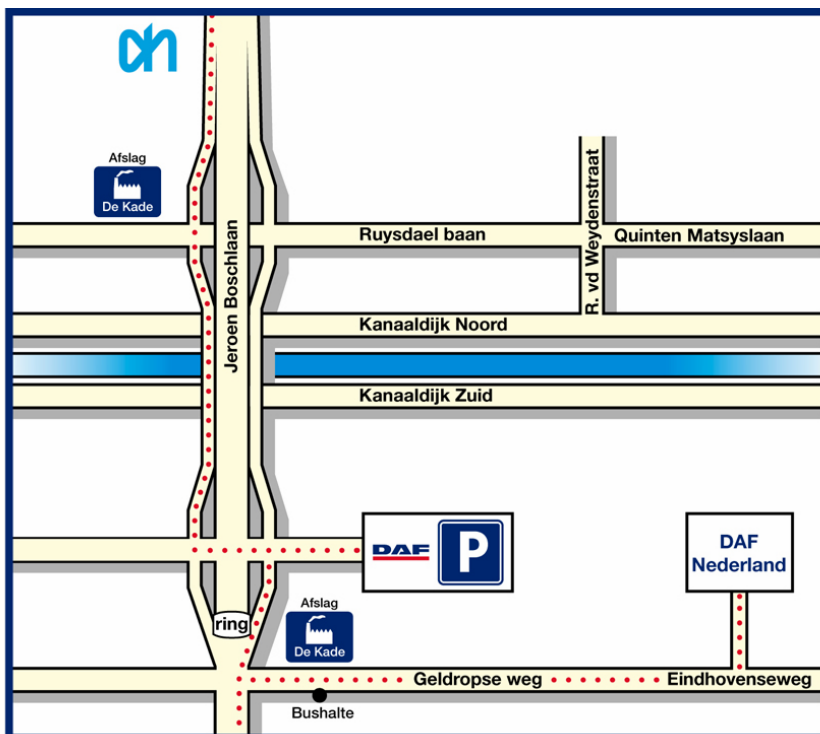 Afslag
De Kade
Ruysdael baan
R. vd Weydenstraat
Quinten Matsyslaan
Jeroen Boschlaan
Kanaaldijk Noord
Kanaaldijk Zuid
DAF
P
DAF
Nederland
ring
Afslag
De Kade
Geldropse weg
Eindhovenseweg
Bushalte